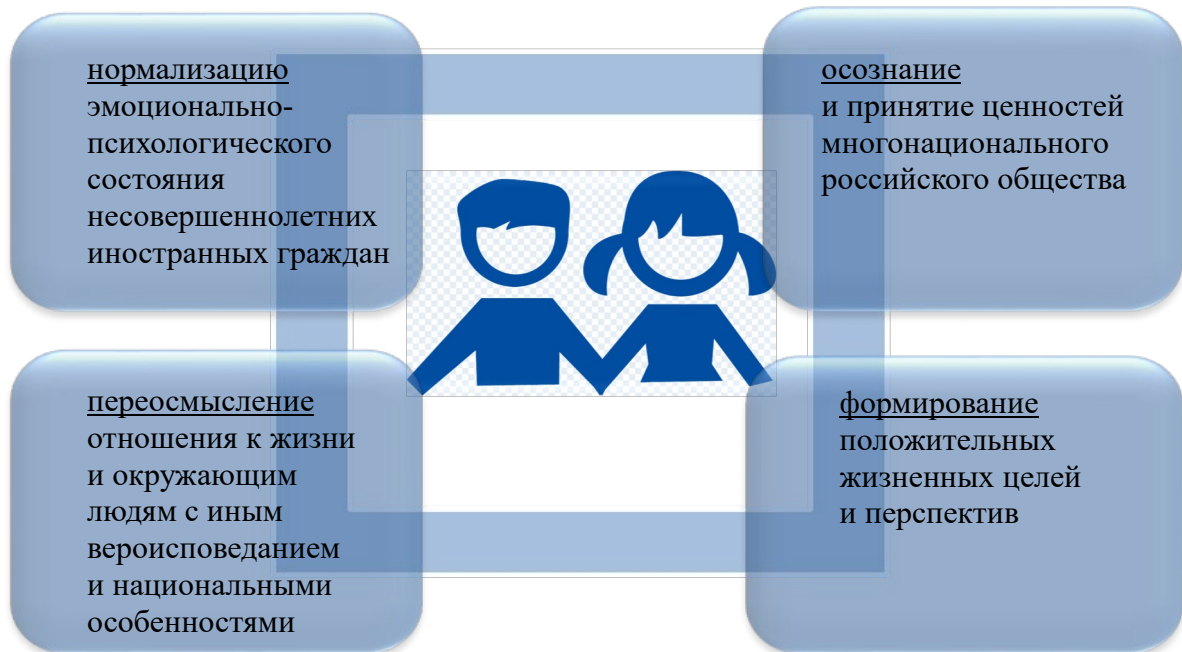 нормализацию
эмоционально-
психологического
состояния
несовершеннолетних
иностранных граждан
осознание
и принятие ценностей
многонационального
российского общества
переосмысление
отношения к жизни
и окружающим
людям с иным
вероисповеданием
и национальными
особенностями
формирование
положительных
жизненных целей
и перспектив